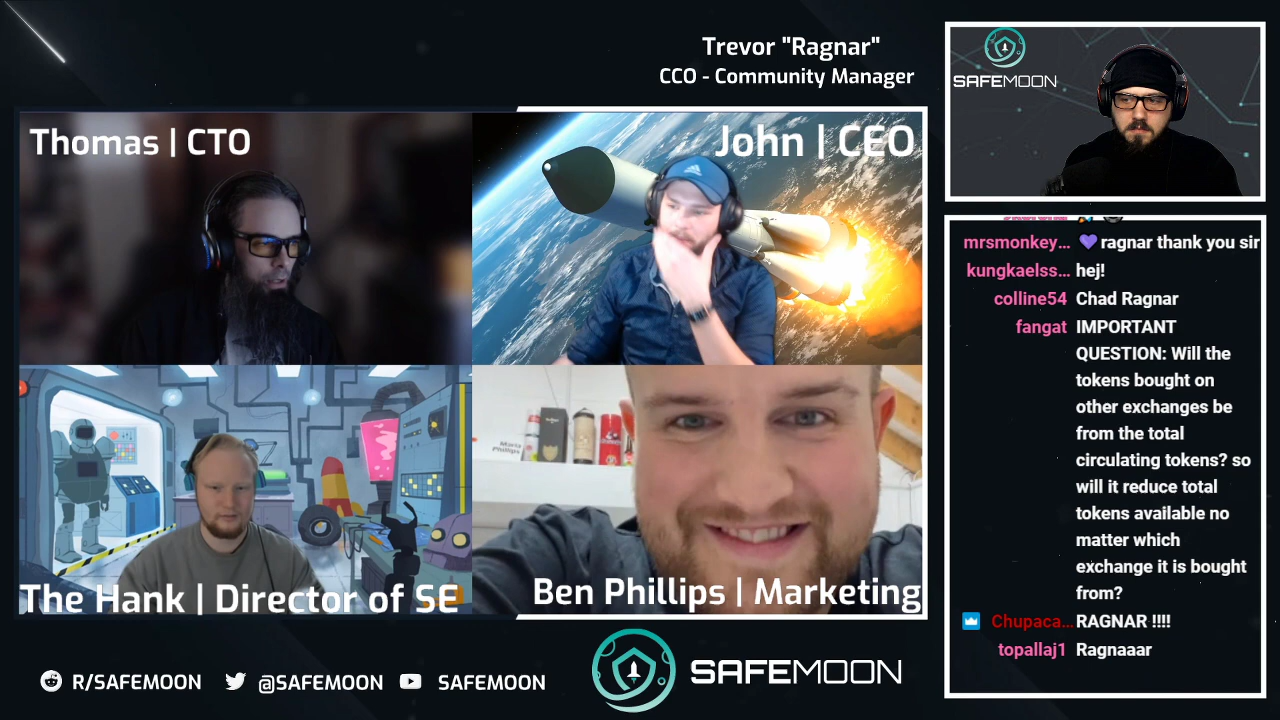 Trevor "Ragnar"
CCO - Community Manager
SAFEMOON
Thomas | CTO
John | CEO
The Hank | Director of SE
Ben Phillips | Marketing
mrsmonkey... 💜 ragnar thank you sir
kungkaelss... hej!
colline54 Chad Ragnar
fangat IMPORTANT
QUESTION: Will the
tokens bought on
other exchanges be
from the total
circulating tokens? so
will it reduce total
tokens available no
matter which
exchange it is bought
from?
Chupaca... RAGNAR !!!!
topallaj1 Ragnaaar
R/SAFEMOON @SAFEMOON SAFEMOON
SAFEMOON